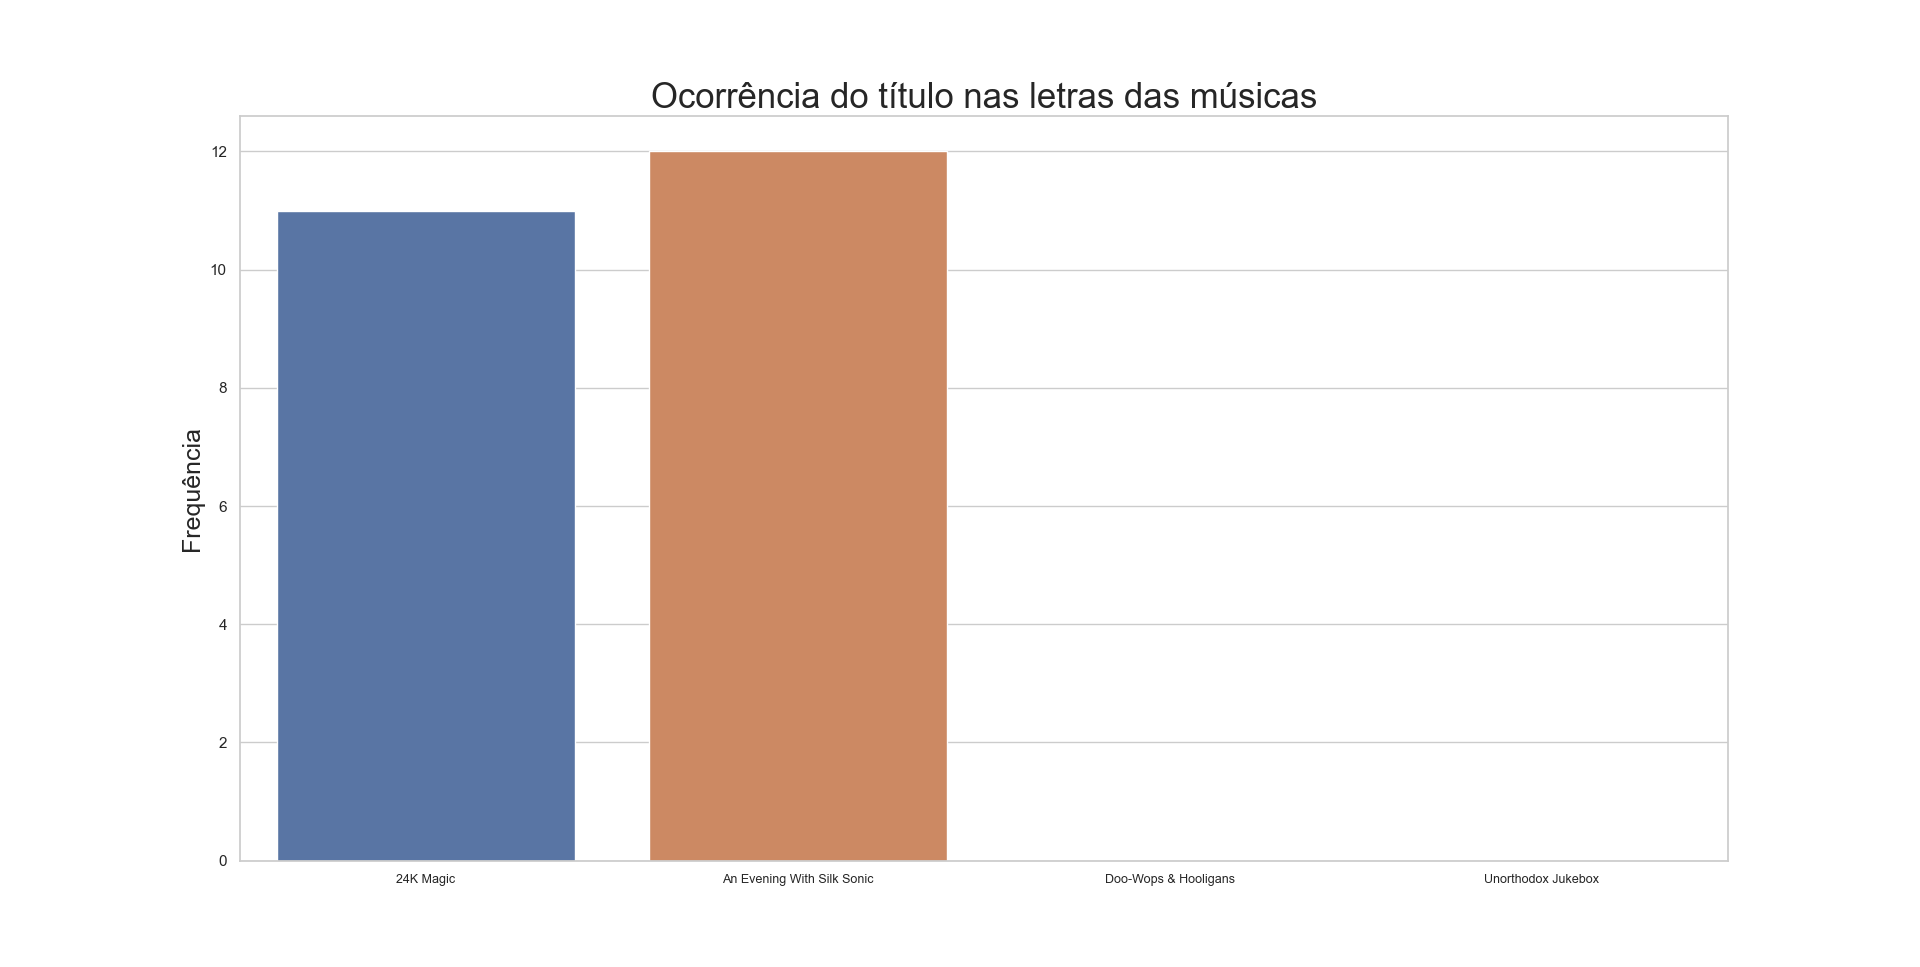 Ocorrência do título nas letras das músicas
Frequência
12
10
8
6
4
2
0
24K Magic
An Evening With Silk Sonic
Doo-Wops & Hooligans
Unorthodox Jukebox